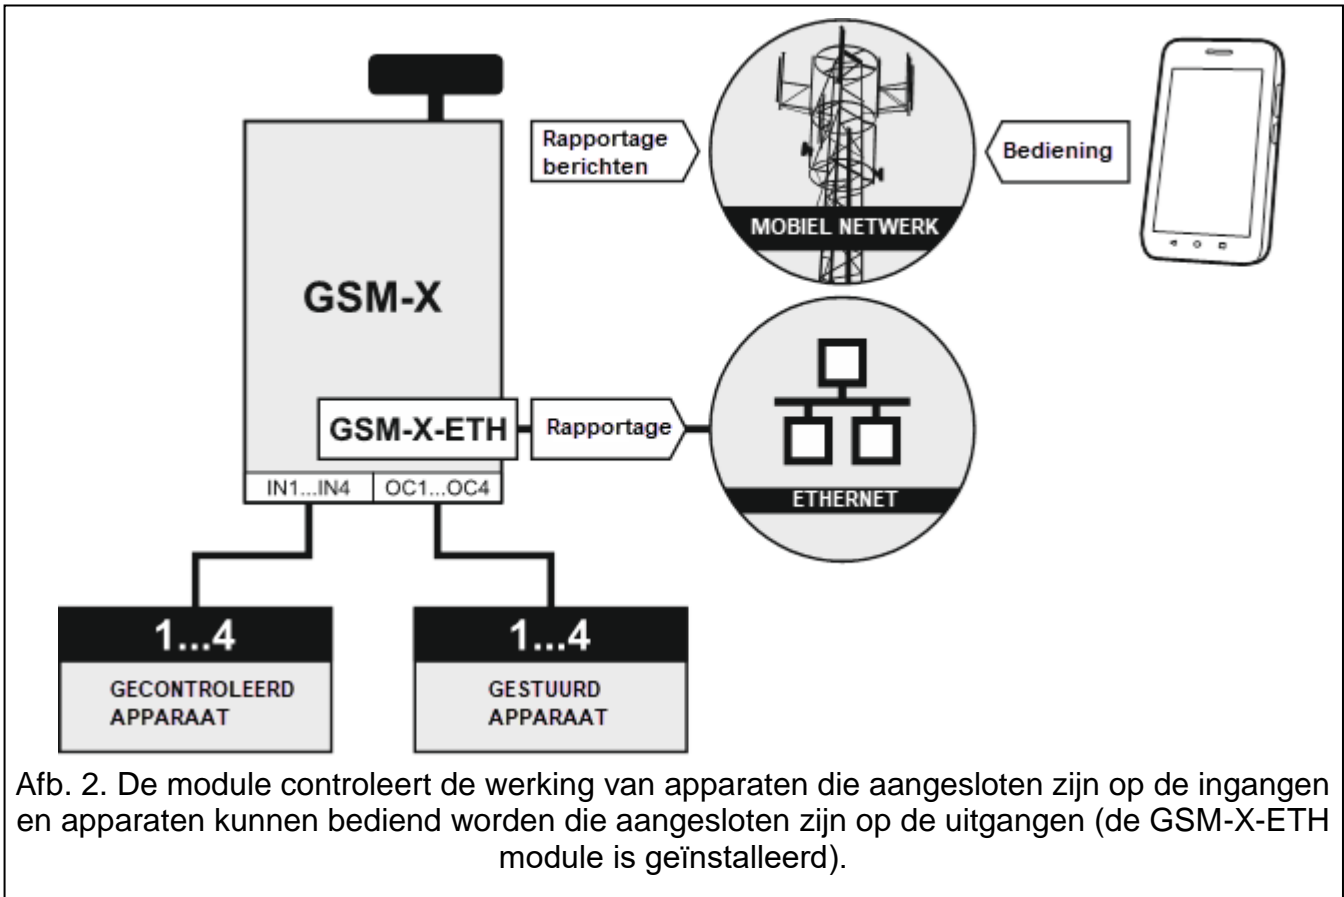 Rapportage
berichten
Bediening
MOBIEL NETWERK
GSM-X
GSM-X-ETH
Rapportage
IN1...IN4
OC1...OC4
ETHERNET
1...4
GECONTROLEERD
APPARAAT
1...4
GESTUURD
APPARAAT
Afb. 2. De module controleert de werking van apparaten die aangesloten zijn op de ingangen
en apparaten kunnen bediend worden die aangesloten zijn op de uitgangen (de GSM-X-ETH
module is geïnstalleerd).